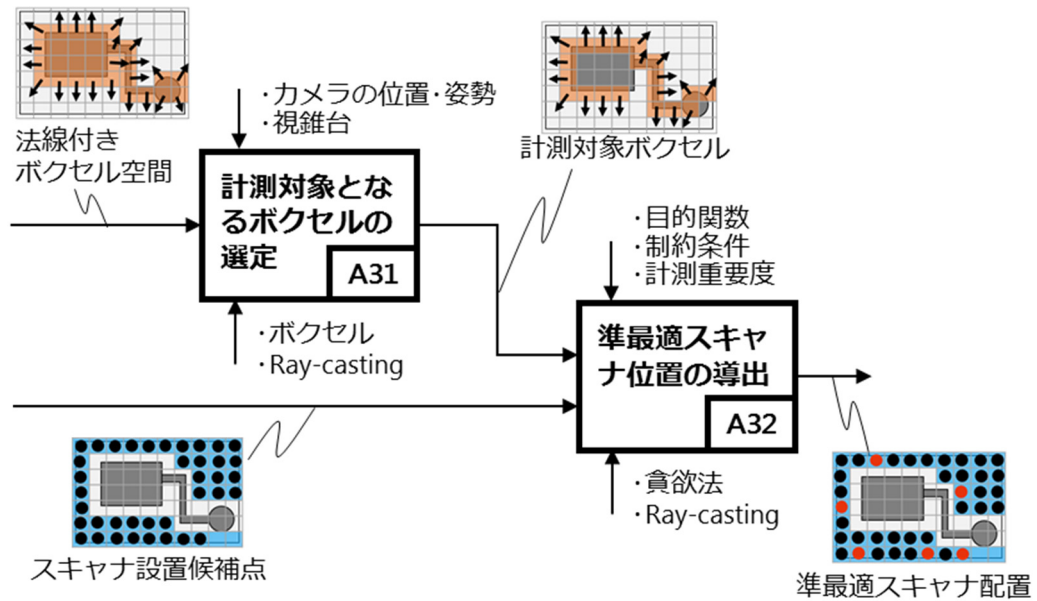 法線付き
ボクセル空間
・カメラの位置・姿勢
・視錐台
計測対象ボクセル
計測対象とな
るボクセルの
選定
A31
・ボクセル
・Ray-casting
・目的関数
・制約条件
・計測重要度
準最適スキャ
ナ位置の導出
A32
・貪欲法
・Ray-casting
スキャナ設置候補点
準最適スキャナ配置